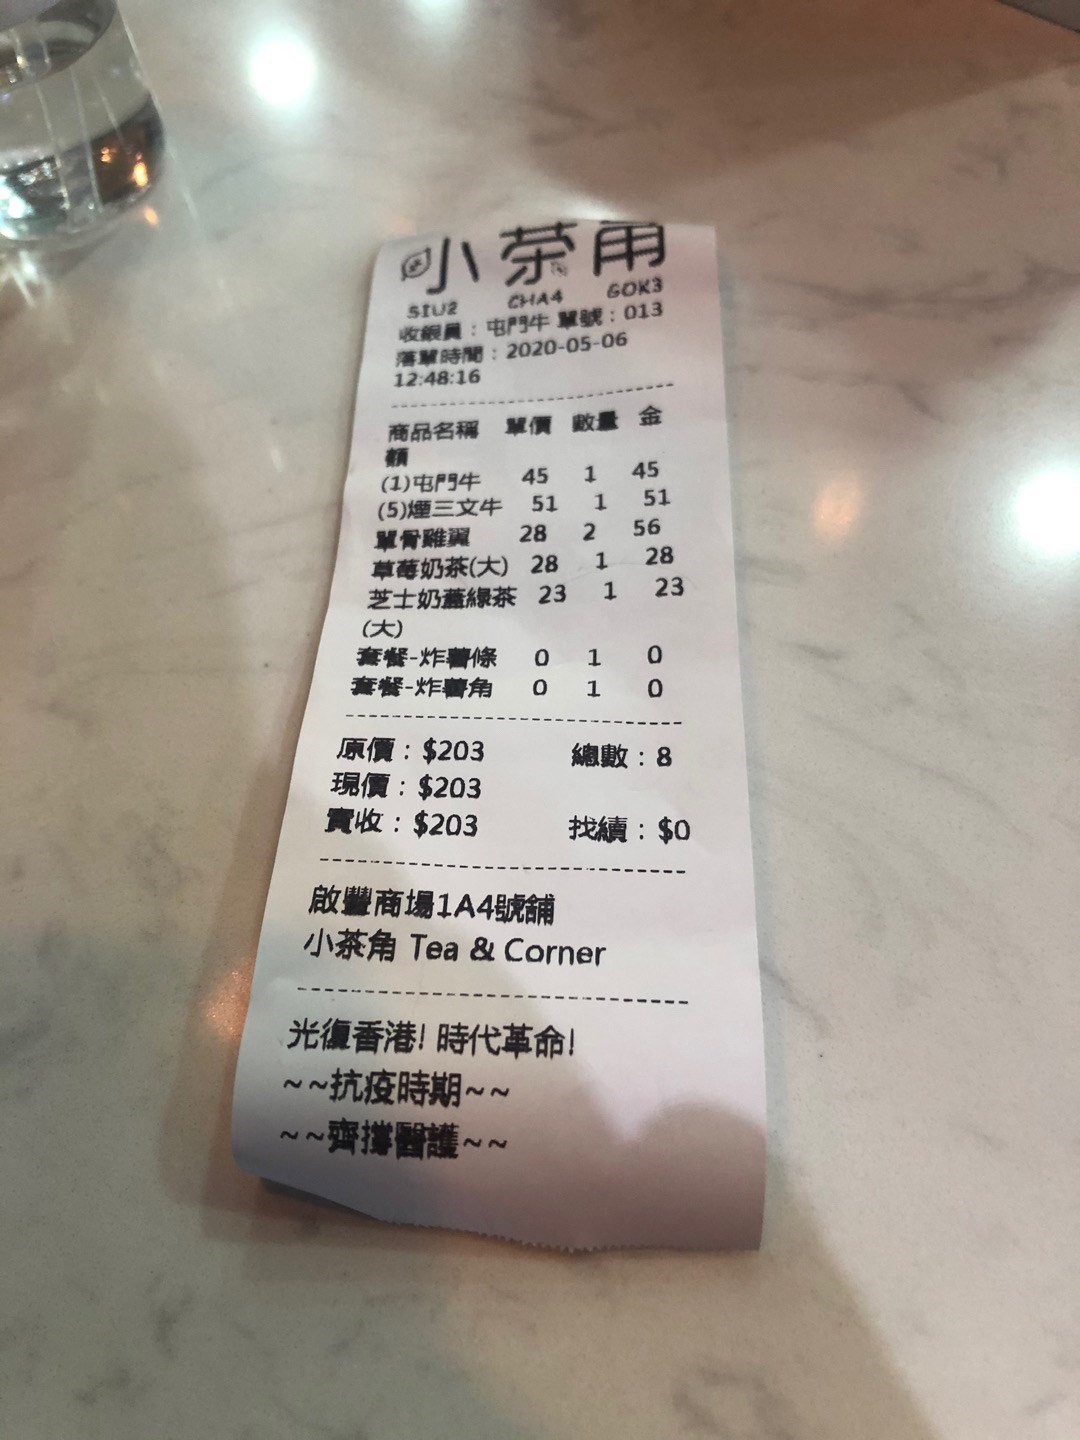 小茶角
SIU2 CHA4 GOK3
收銀員：屯門牛 單號：013
落單時間：2020-05-06
12:48:16
商品名稱 單價 數量 金
額
(1)屯門牛 45 1 45
(5)煙三文牛 51 1 51
單骨雞翼 28 2 56
草莓奶茶(大) 28 1 28
芝士奶蓋綠茶 23 1 23
(大)
套餐-炸薯條 0 1 0
套餐-炸薯角 0 1 0
原價：$203 總數：8
現價：$203
實收：$203 找續：$0
啟豐商場1A4號舖
小茶角 Tea & Corner
光復香港! 時代革命!
~~抗疫時期~~
~~齊撐醫護~~